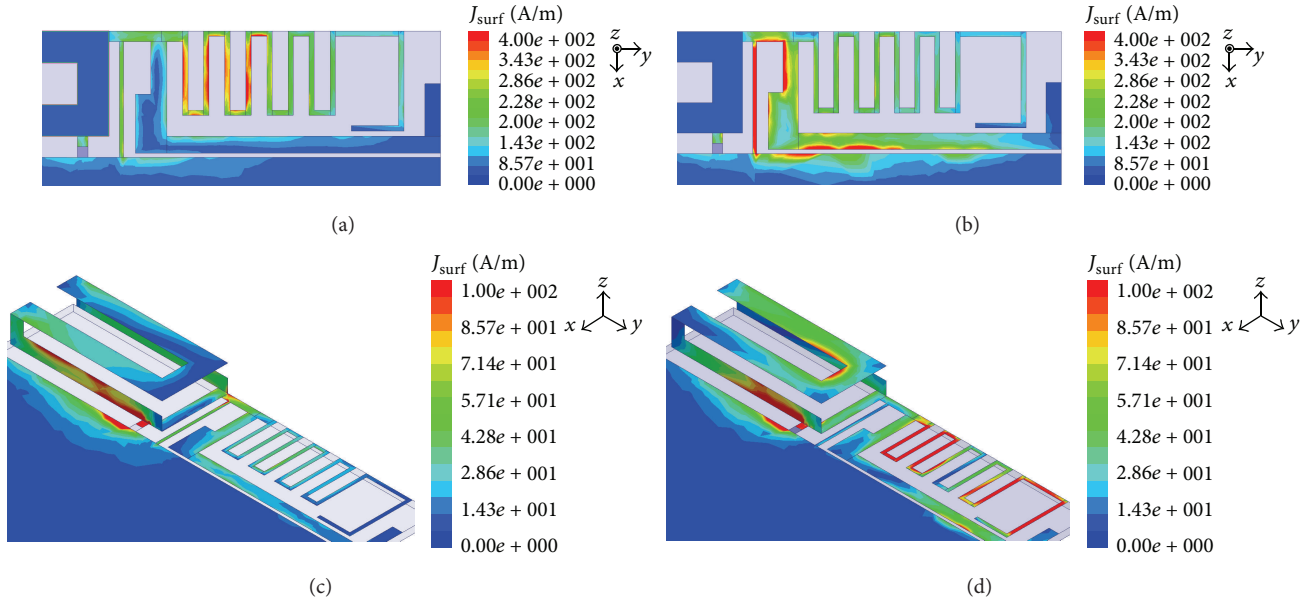 J_surf (A/m)
4.00e + 002
3.43e + 002
2.86e + 002
2.28e + 002
2.00e + 002
1.43e + 002
8.57e + 001
0.00e + 000
z
y
x
(a)
J_surf (A/m)
4.00e + 002
3.43e + 002
2.86e + 002
2.28e + 002
2.00e + 002
1.43e + 002
8.57e + 001
0.00e + 000
z
y
x
(b)
J_surf (A/m)
1.00e + 002
8.57e + 001
7.14e + 001
5.71e + 001
4.28e + 001
2.86e + 001
1.43e + 001
0.00e + 000
z
x y
(c)
J_surf (A/m)
1.00e + 002
8.57e + 001
7.14e + 001
5.71e + 001
4.28e + 001
2.86e + 001
1.43e + 001
0.00e + 000
z
x y
(d)